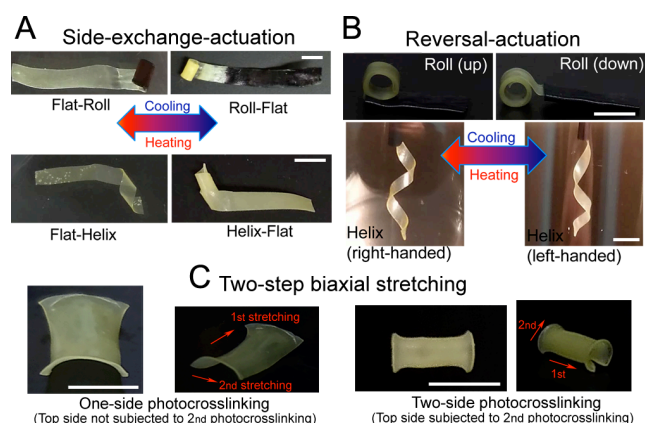 A
Side-exchange-actuation
Flat-Roll
Roll-Flat
Cooling
Heating
Flat-Helix
Helix-Flat
B
Reversal-actuation
Roll (up)
Roll (down)
Cooling
Heating
Helix
(right-handed)
Helix
(left-handed)
C
Two-step biaxial stretching
1st stretching
2nd stretching
One-side photocrosslinking
(Top side not subjected to 2nd photocrosslinking)
2nd
1st
Two-side photocrosslinking
(Top side subjected to 2nd photocrosslinking)